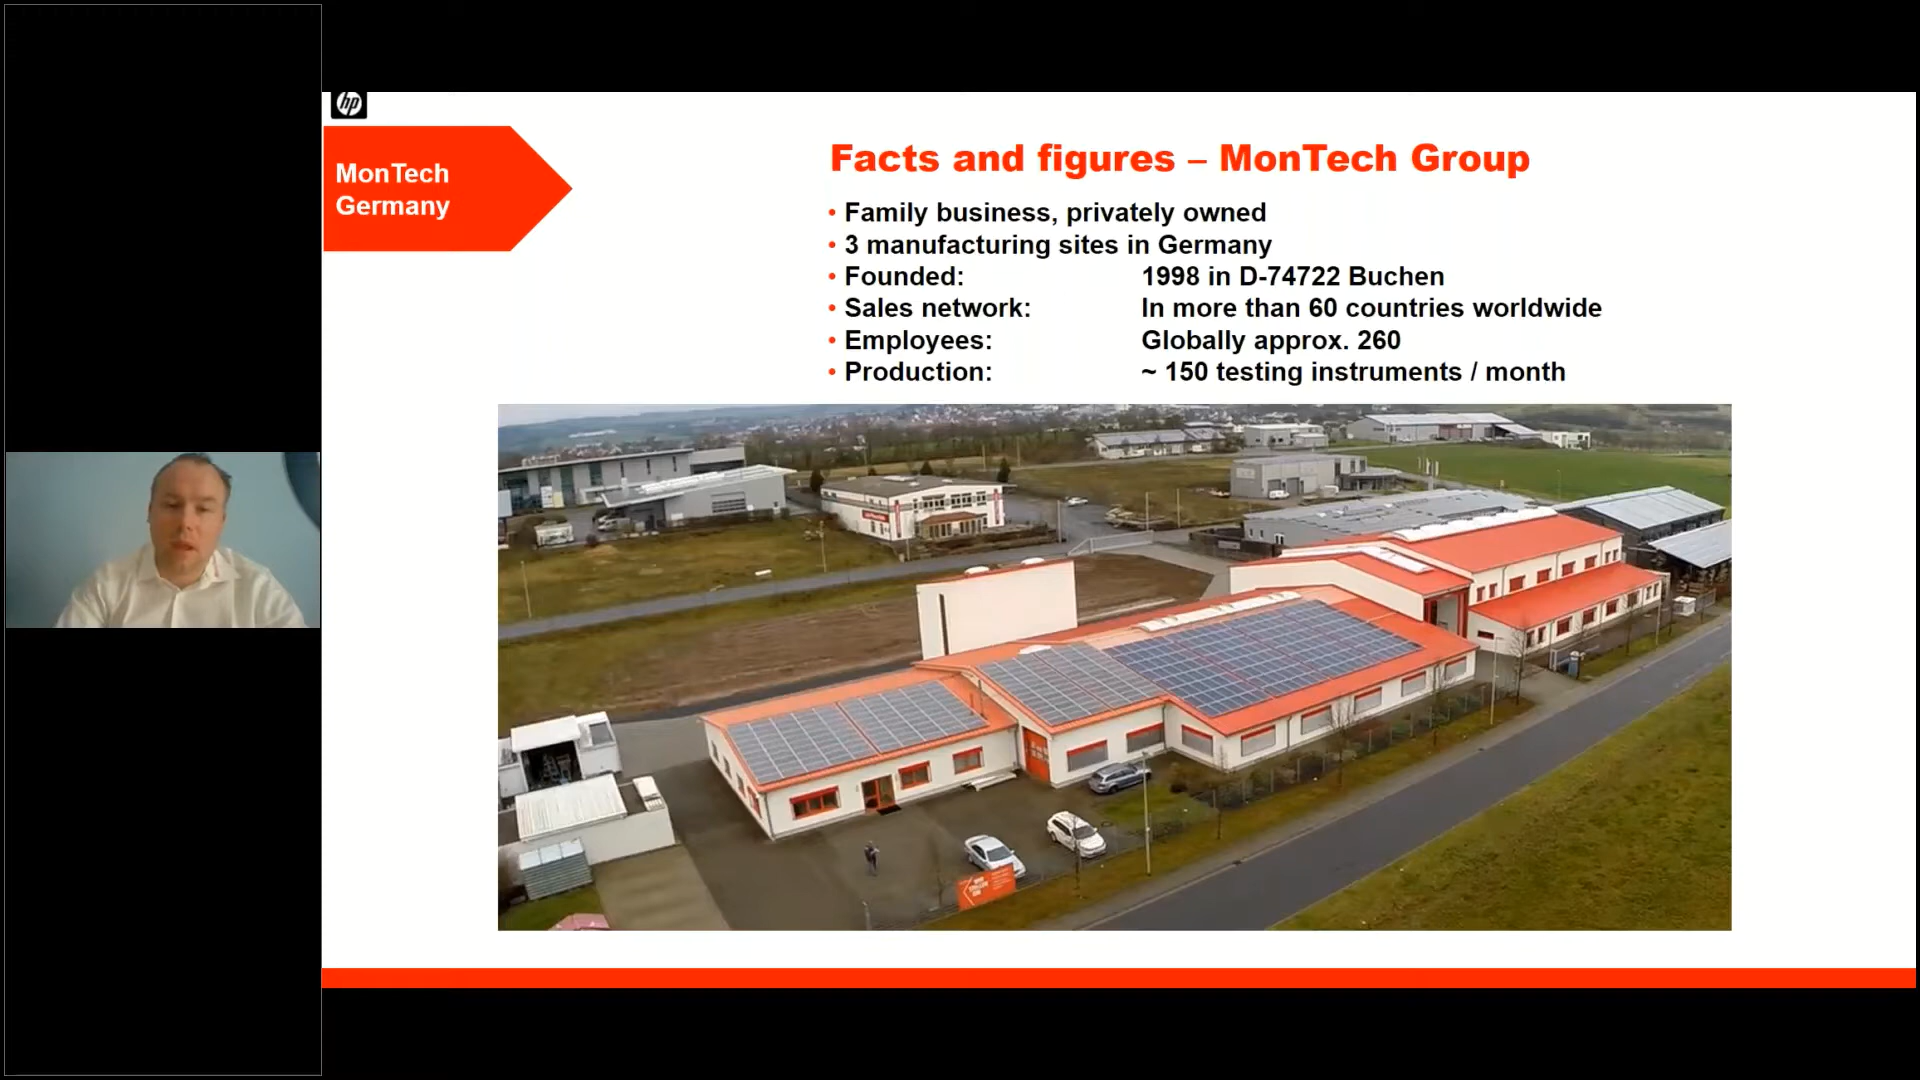 hp
MonTech
Germany
Facts and figures – MonTech Group
• Family business, privately owned
• 3 manufacturing sites in Germany
• Founded: 1998 in D-74722 Buchen
• Sales network: In more than 60 countries worldwide
• Employees: Globally approx. 260
• Production: ~ 150 testing instruments / month